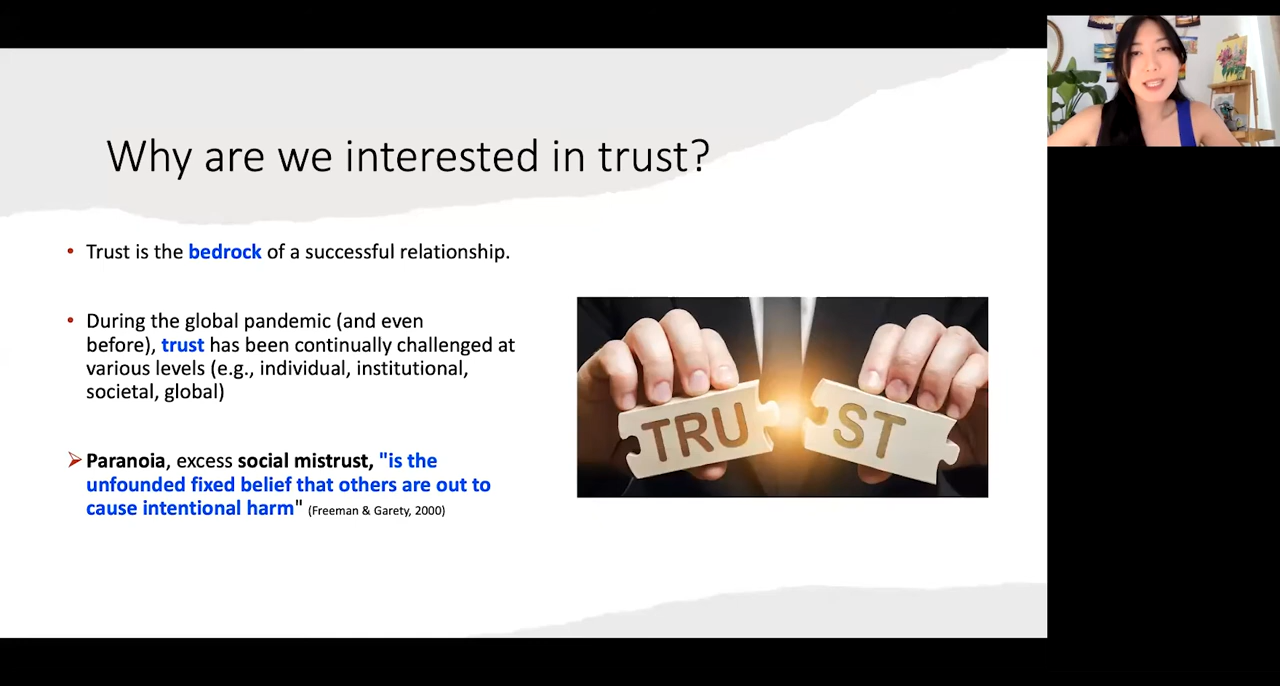 Why are we interested in trust?
• Trust is the bedrock of a successful relationship.
• During the global pandemic (and even
before), trust has been continually challenged at
various levels (e.g., individual, institutional,
societal, global)
➢ Paranoia, excess social mistrust, "is the
unfounded fixed belief that others are out to
cause intentional harm" (Freeman & Garety, 2000)
TRU ST